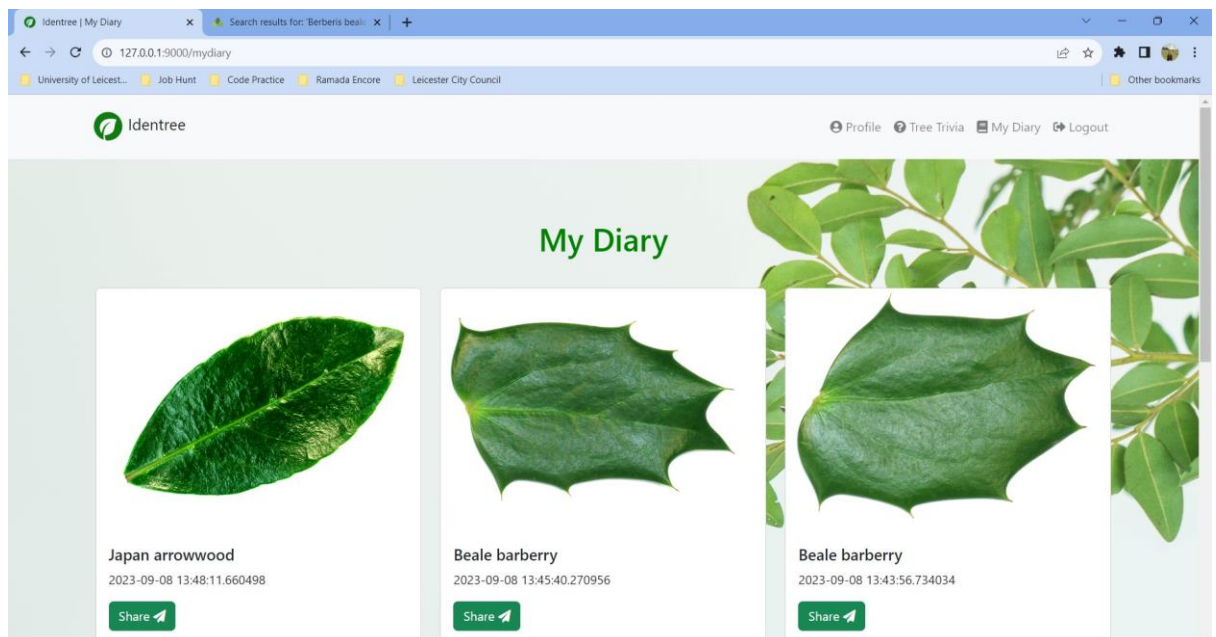 Identree | My Diary
Search results for: 'Berberis beale
127.0.0.1:9000/mydiary
University of Leicest... Job Hunt Code Practice Ramada Encore Leicester City Council Other bookmarks
Identree Profile Tree Trivia My Diary Logout
My Diary
Japan arrowwood
2023-09-08 13:48:11.660498
Share
Beale barberry
2023-09-08 13:45:40.270956
Share
Beale barberry
2023-09-08 13:43:56.734034
Share